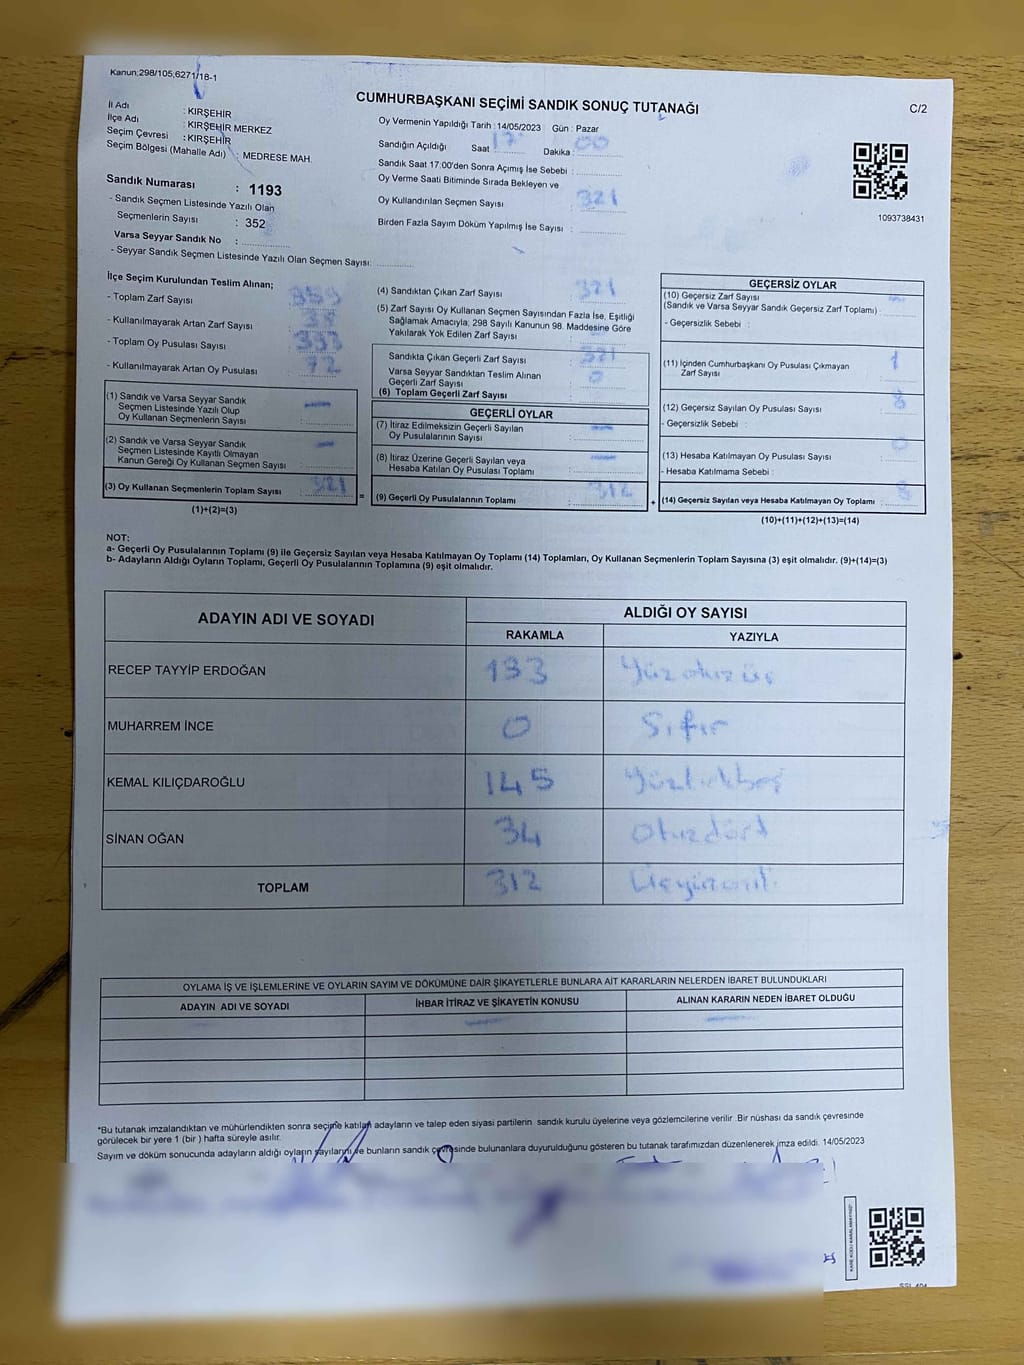 Kanun;298/105;6271/18-1
CUMHURBAŞKANI SEÇİMİ SANDIK SONUÇ TUTANAĞI
C/2
İl Adı : KIRŞEHİR
İlçe Adı : KIRŞEHİR MERKEZ
Seçim Çevresi : KIRŞEHİR
Seçim Bölgesi (Mahalle Adı) : MEDRESE MAH.
Sandık Numarası : 1193
- Sandık Seçmen Listesinde Yazılı Olan
Seçmenlerin Sayısı : 352
Varsa Seyyar Sandık No :
- Seyyar Sandık Seçmen Listesinde Yazılı Olan Seçmen Sayısı:
Oy Vermenin Yapıldığı Tarih : 14/05/2023 Gün : Pazar
Sandığın Açıldığı Saat 17 Dakika : 00
Sandık Saat 17:00'den Sonra Açımış İse Sebebi :
Oy Verme Saati Bitiminde Sırada Bekleyen ve
Oy Kullandırılan Seçmen Sayısı : 321
Birden Fazla Sayım Döküm Yapılmış İse Sayısı :
1093738431
İlçe Seçim Kurulundan Teslim Alınan;
- Toplam Zarf Sayısı
- Kullanılmayarak Artan Zarf Sayısı
- Toplam Oy Pusulası Sayısı
- Kullanılmayarak Artan Oy Pusulası 72
(1) Sandık ve Varsa Seyyar Sandık
Seçmen Listesinde Yazılı Olup
Oy Kullanan Seçmenlerin Sayısı
(2) Sandık ve Varsa Seyyar Sandık
Seçmen Listesinde Kayıtlı Olmayan
Kanun Gereği Oy Kullanan Seçmen Sayısı
(3) Oy Kullanan Seçmenlerin Toplam Sayısı : 321
(1)+(2)=(3)
(4) Sandıktan Çıkan Zarf Sayısı : 321
(5) Zarf Sayısı Oy Kullanan Seçmen Sayısından Fazla İse, Eşitliği
Sağlamak Amacıyla; 298 Sayılı Kanunun 98. Maddesine Göre
Yakılarak Yok Edilen Zarf Sayısı
Sandıkta Çıkan Geçerli Zarf Sayısı : 321
Varsa Seyyar Sandıktan Teslim Alınan
Geçerli Zarf Sayısı 0
(6) Toplam Geçerli Zarf Sayısı
GEÇERLİ OYLAR
(7) İtiraz Edilmeksizin Geçerli Sayılan
Oy Pusulalarının Sayısı
(8) İtiraz Üzerine Geçerli Sayılan veya
Hesaba Katılan Oy Pusulası Toplamı
= (9) Geçerli Oy Pusulalarının Toplamı : 312
GEÇERSİZ OYLAR
(10) Geçersiz Zarf Sayısı
(Sandık ve Varsa Seyyar Sandık Geçersiz Zarf Toplamı)
- Geçersizlik Sebebi :
(11) İçinden Cumhurbaşkanı Oy Pusulası Çıkmayan
Zarf Sayısı 1
(12) Geçersiz Sayılan Oy Pusulası Sayısı : 8
- Geçersizlik Sebebi :
(13) Hesaba Katılmayan Oy Pusulası Sayısı : 0
- Hesaba Katılmama Sebebi :
+ (14) Geçersiz Sayılan veya Hesaba Katılmayan Oy Toplamı :
(10)+(11)+(12)+(13)=(14)
NOT:
a- Geçerli Oy Pusulalarının Toplamı (9) ile Geçersiz Sayılan veya Hesaba Katılmayan Oy Toplamı (14) Toplamları, Oy Kullanan Seçmenlerin Toplam Sayısına (3) eşit olmalıdır. (9)+(14)=(3)
b- Adayların Aldığı Oyların Toplamı, Geçerli Oy Pusulalarının Toplamına (9) eşit olmalıdır.
ADAYIN ADI VE SOYADI ALDIĞI OY SAYISI
RAKAMLA YAZIYLA
RECEP TAYYİP ERDOĞAN 133 Yüzotuzüç
MUHARREM İNCE 0 Sıfır
KEMAL KILIÇDAROĞLU 145
SİNAN OĞAN 34 Otuzdört
TOPLAM 312
OYLAMA İŞ VE İŞLEMLERİNE VE OYLARIN SAYIM VE DÖKÜMÜNE DAİR ŞİKAYETLERLE BUNLARA AİT KARARLARIN NELERDEN İBARET BULUNDUKLARI
ADAYIN ADI VE SOYADI İHBAR İTİRAZ VE ŞİKAYETİN KONUSU ALINAN KARARIN NEDEN İBARET OLDUĞU
*Bu tutanak imzalandıktan ve mühürlendikten sonra seçime katılan adayların ve talep eden siyasi partilerin sandık kurulu üyelerine veya gözlemcilerine verilir .Bir nüshası da sandık çevresinde
görülecek bir yere 1 (bir ) hafta süreyle asılır.
Sayım ve döküm sonucunda adayların aldığı oyların sayılarını ve bunların sandık çevresinde bulunanlara duyurulduğunu gösteren bu tutanak tarafımızdan düzenlenerek imza edildi. 14/05/2023